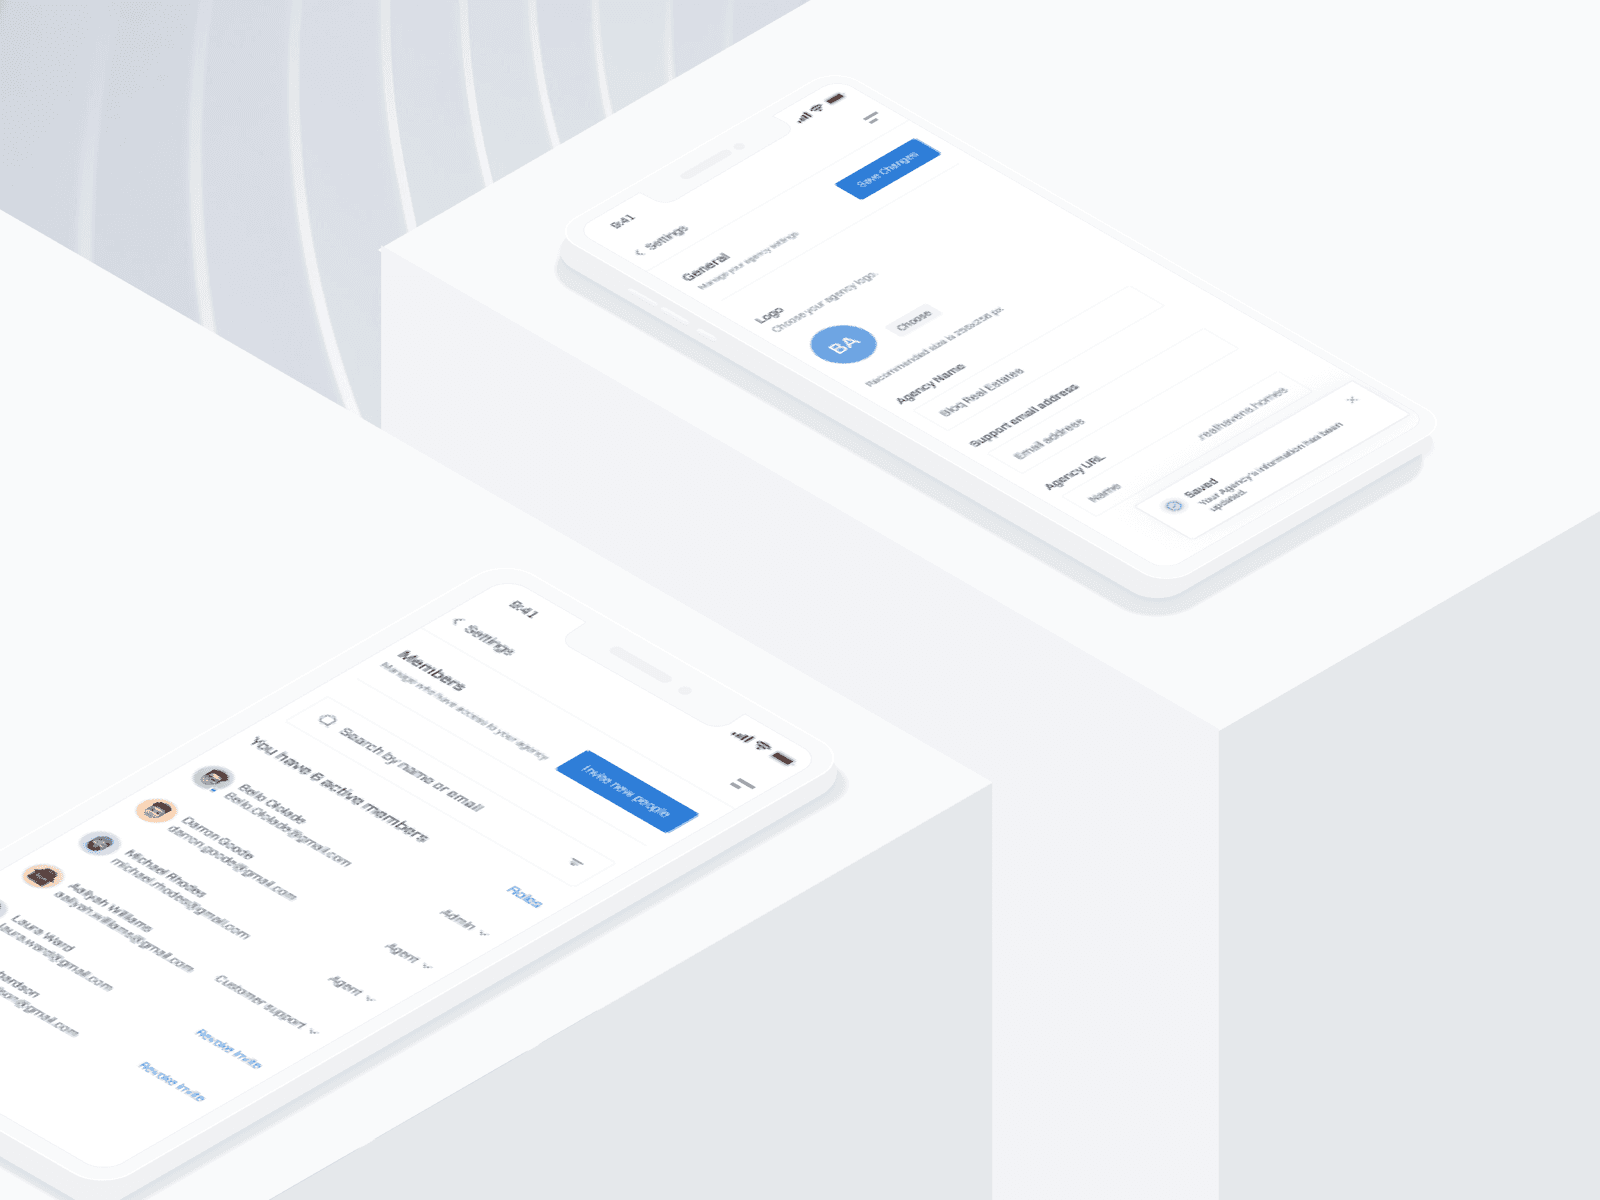 9:41
Settings
Save Changes
General
Manage your agency settings
Logo
Choose your agency logo.
BA
Choose
Recommended size is 256x256 px
Agency Name
Bloq Real Estates
Support email address
Email address
Agency URL
Name
.realhavens.homes
Saved
Your Agency's information has been
updated.
9:41
Settings
Members
Manage who have access to your agency
Invite new people
Search by name or email
You have 6 active members
Roles
Bello Ololade
Bello.Ololade@gmail.com
Admin
Darron Goode
darron.goode@gmail.com
Agent
Michael Rhodes
michael.rhodes@gmail.com
Agent
Aaliyah Williams
aaliyah.williams@gmail.com
Customer support
Laura Ward
laura.ward@gmail.com
Revoke Invite
hardson
son@gmail.com
Revoke Invite